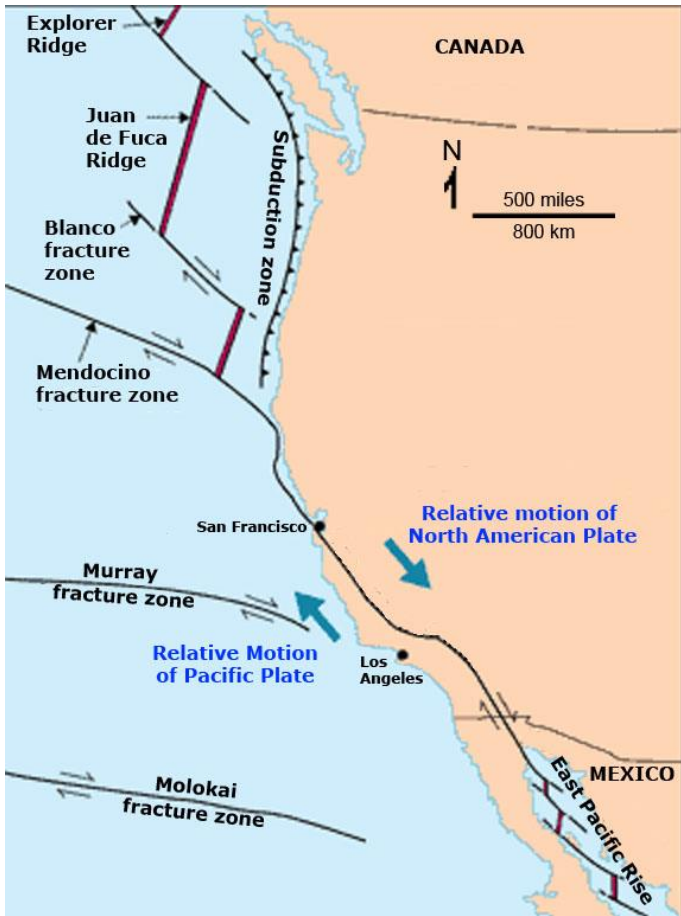 Explorer
Ridge
CANADA
Juan
de Fuca
Ridge
Subduction zone
N
500 miles
800 km
Blanco
fracture
zone
Mendocino
fracture zone
San Francisco
Relative motion of
North American Plate
Murray
fracture zone
Relative Motion
of Pacific Plate
Los
Angeles
MEXICO
East Pacific Rise
Molokai
fracture zone